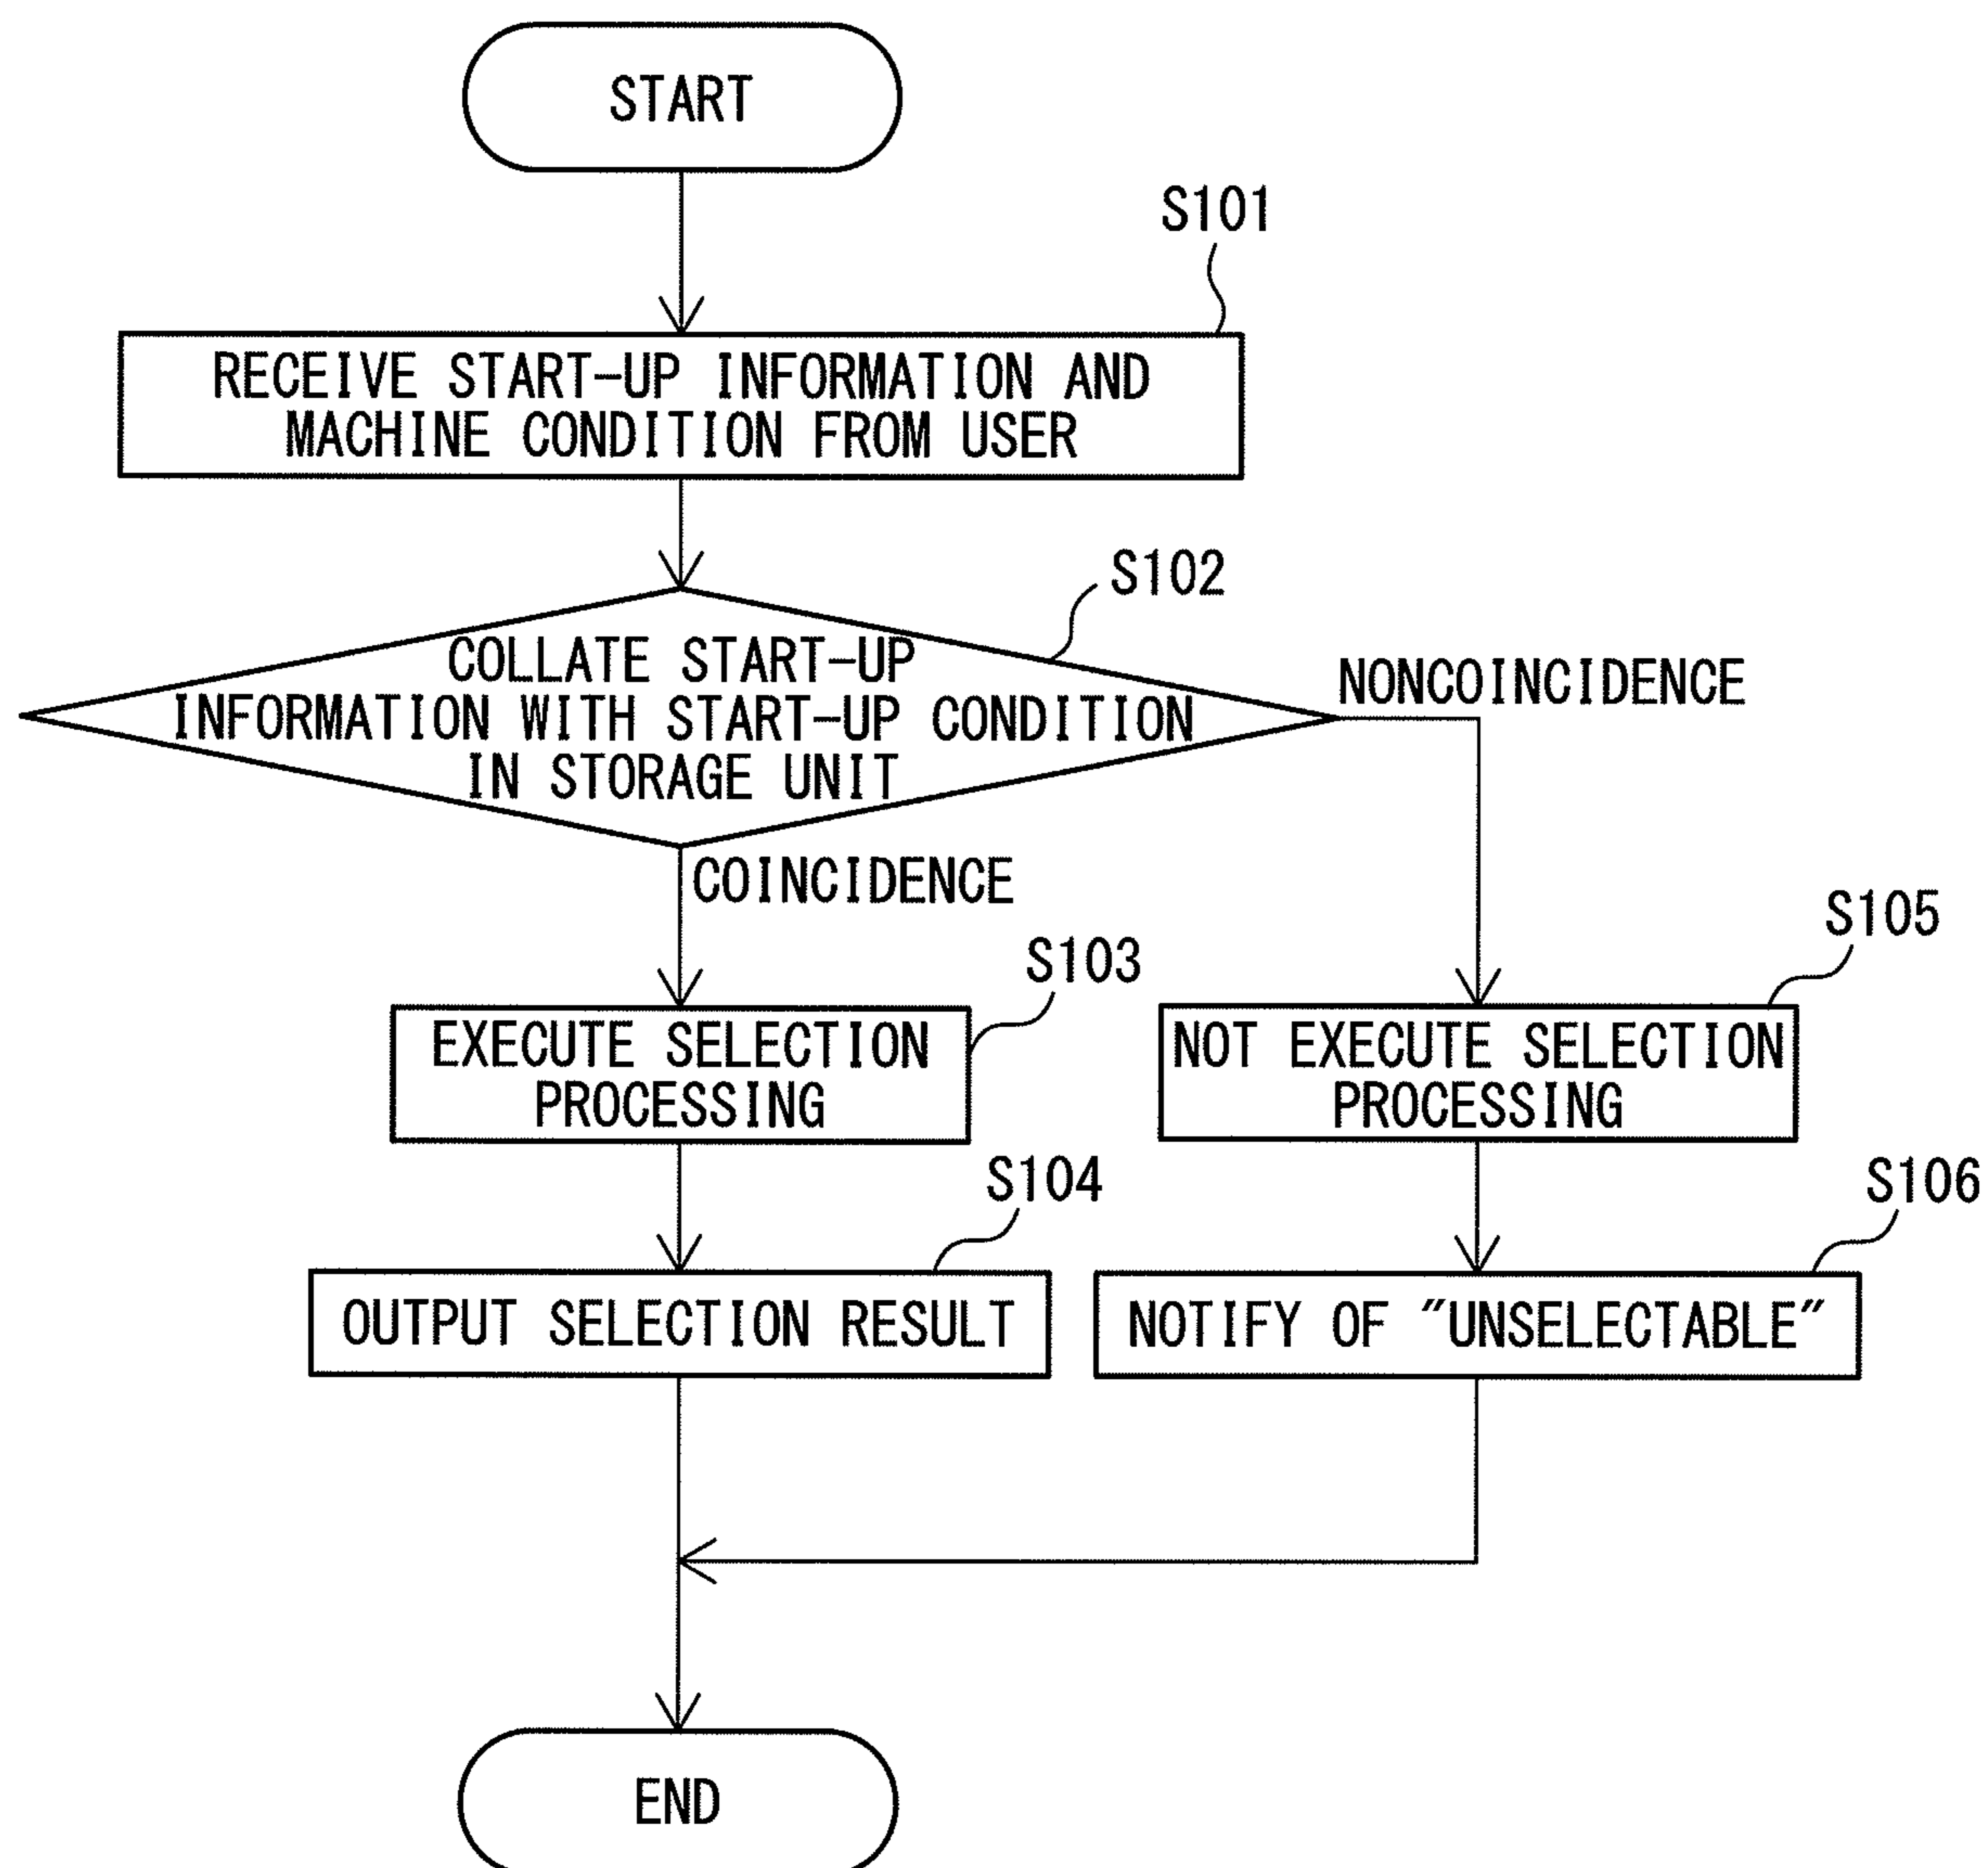 START
S101
RECEIVE START-UP INFORMATION AND
MACHINE CONDITION FROM USER
S102
COLLATE START-UP
INFORMATION WITH START-UP CONDITION
IN STORAGE UNIT
NONCOINCIDENCE
COINCIDENCE
S103
EXECUTE SELECTION
PROCESSING
S105
NOT EXECUTE SELECTION
PROCESSING
S104
OUTPUT SELECTION RESULT
S106
NOTIFY OF "UNSELECTABLE"
END